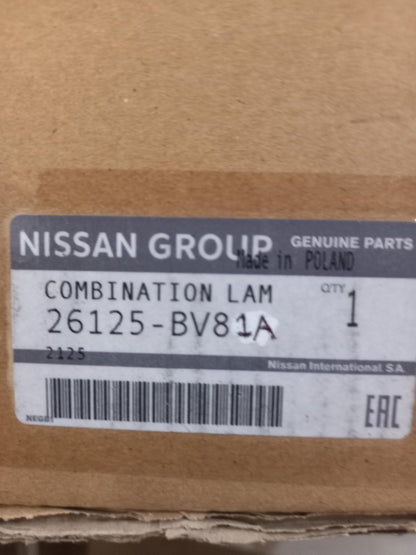 NISSAN GROUP GENUINE PARTS
Made in POLAND
COMBINATION LAM QTY 1
26125-BV81A
2125
Nissan International S.A.
EAC